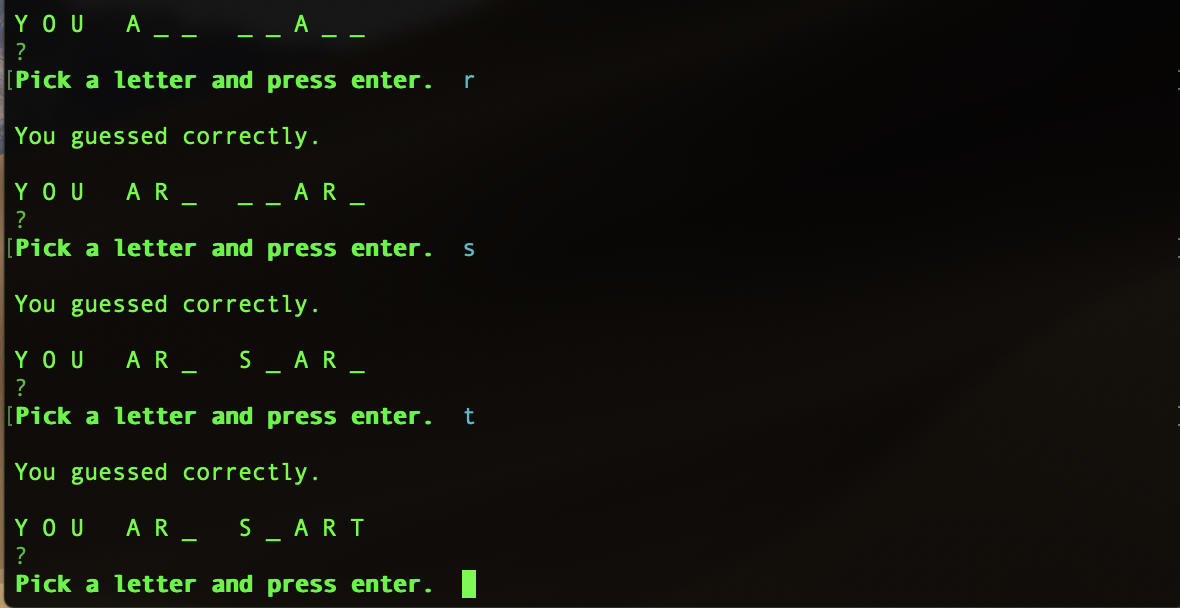 Y O U   A _ _   _ _ A _ _
?
[Pick a letter and press enter.  r
You guessed correctly.
Y O U   A R _   _ _ A R _
?
[Pick a letter and press enter.  s
You guessed correctly.
Y O U   A R _   S _ A R _
?
[Pick a letter and press enter.  t
You guessed correctly.
Y O U   A R _   S _ A R T
?
Pick a letter and press enter.